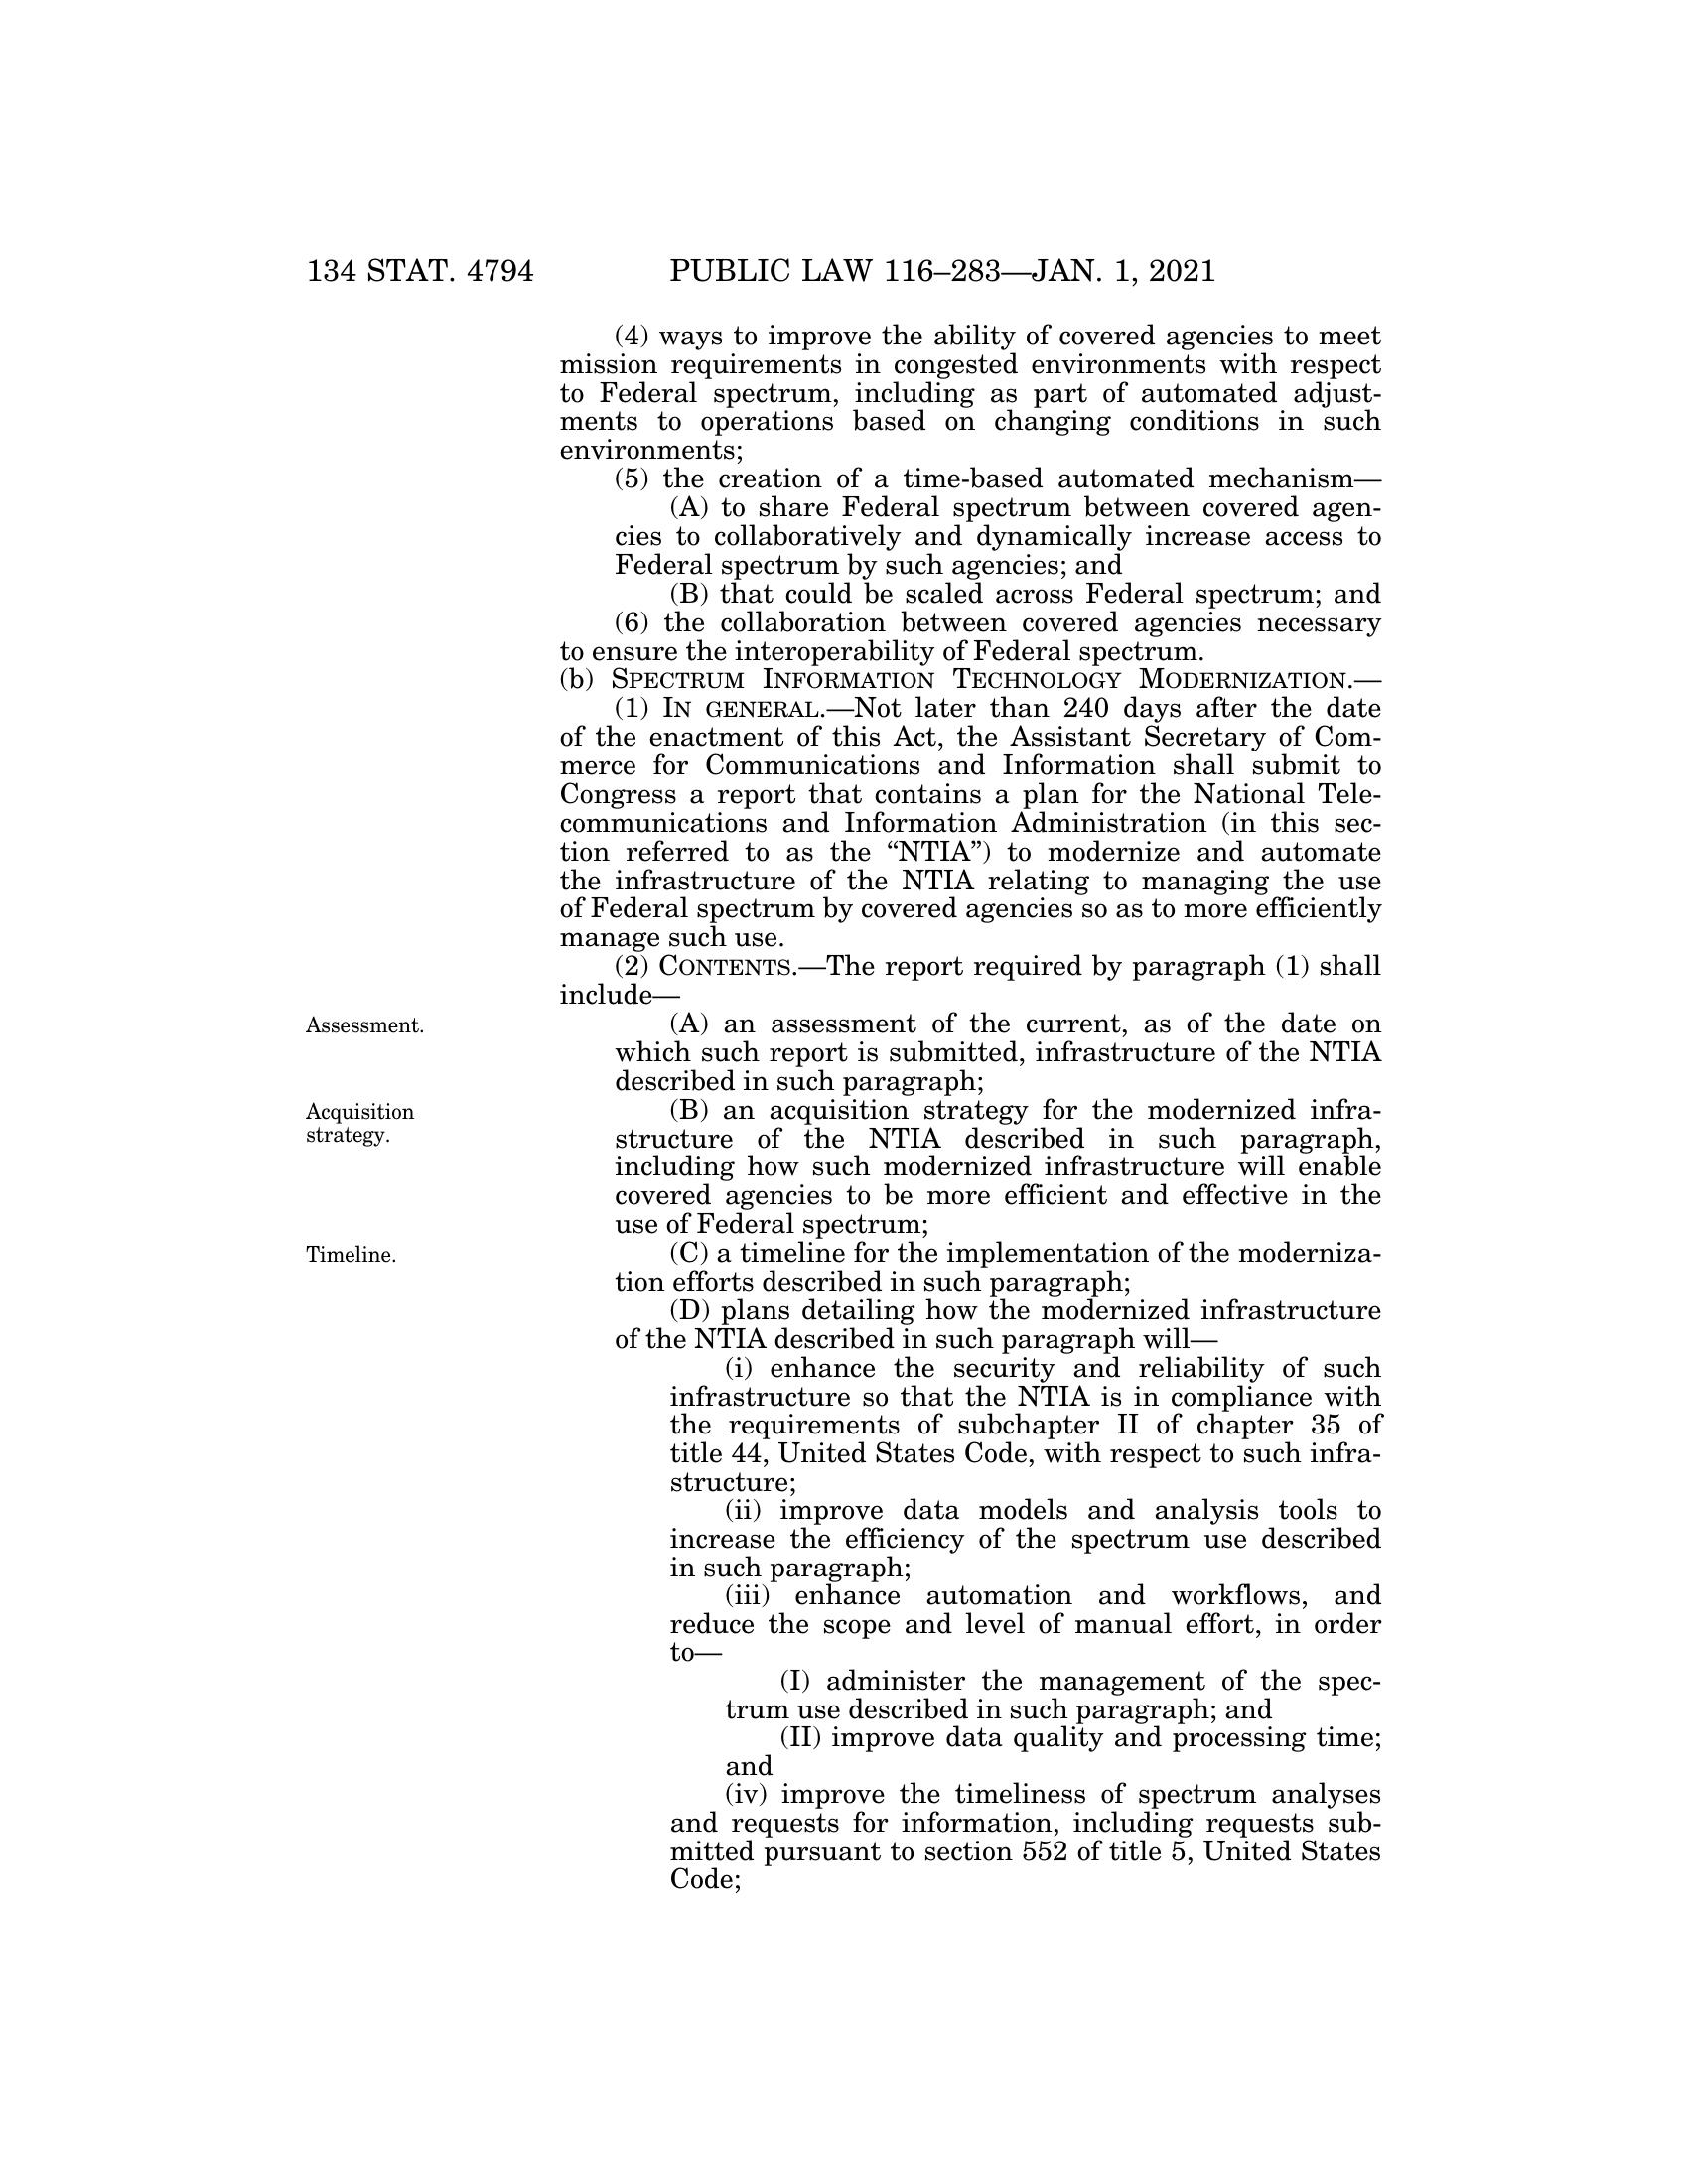 134 STAT. 4794 PUBLIC LAW 116–283—JAN. 1, 2021
(4) ways to improve the ability of covered agencies to meet
mission requirements in congested environments with respect
to Federal spectrum, including as part of automated adjust-
ments to operations based on changing conditions in such
environments;
(5) the creation of a time-based automated mechanism—
(A) to share Federal spectrum between covered agen-
cies to collaboratively and dynamically increase access to
Federal spectrum by such agencies; and
(B) that could be scaled across Federal spectrum; and
(6) the collaboration between covered agencies necessary
to ensure the interoperability of Federal spectrum.
(b) SPECTRUM INFORMATION TECHNOLOGY MODERNIZATION.—
(1) IN GENERAL.—Not later than 240 days after the date
of the enactment of this Act, the Assistant Secretary of Com-
merce for Communications and Information shall submit to
Congress a report that contains a plan for the National Tele-
communications and Information Administration (in this sec-
tion referred to as the “NTIA”) to modernize and automate
the infrastructure of the NTIA relating to managing the use
of Federal spectrum by covered agencies so as to more efficiently
manage such use.
(2) CONTENTS.—The report required by paragraph (1) shall
include—
Assessment.
(A) an assessment of the current, as of the date on
which such report is submitted, infrastructure of the NTIA
described in such paragraph;
Acquisition
strategy.
(B) an acquisition strategy for the modernized infra-
structure of the NTIA described in such paragraph,
including how such modernized infrastructure will enable
covered agencies to be more efficient and effective in the
use of Federal spectrum;
Timeline.
(C) a timeline for the implementation of the moderniza-
tion efforts described in such paragraph;
(D) plans detailing how the modernized infrastructure
of the NTIA described in such paragraph will—
(i) enhance the security and reliability of such
infrastructure so that the NTIA is in compliance with
the requirements of subchapter II of chapter 35 of
title 44, United States Code, with respect to such infra-
structure;
(ii) improve data models and analysis tools to
increase the efficiency of the spectrum use described
in such paragraph;
(iii) enhance automation and workflows, and
reduce the scope and level of manual effort, in order
to—
(I) administer the management of the spec-
trum use described in such paragraph; and
(II) improve data quality and processing time;
and
(iv) improve the timeliness of spectrum analyses
and requests for information, including requests sub-
mitted pursuant to section 552 of title 5, United States
Code;